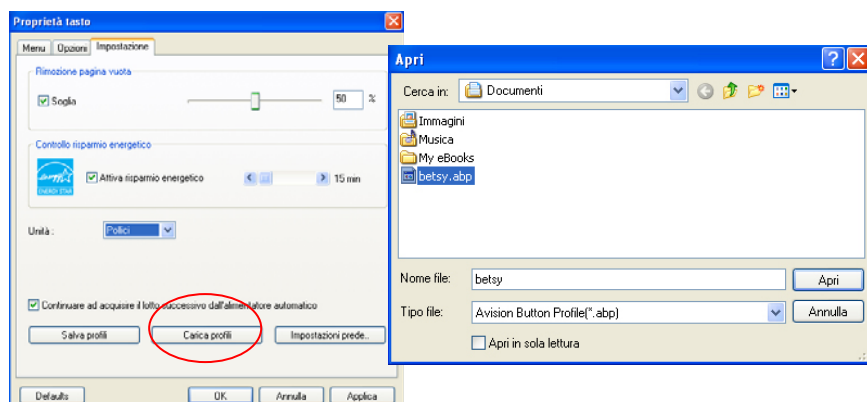 Proprietà tasto
Menu Opzioni Impostazione
Rimozione pagina vuota
Soglia 50 %
Controllo risparmio energetico
ENERGY STAR
Attiva risparmio energetico 15 min
Unità : Pollici
Continuare ad acquisire il lotto successivo dall'alimentatore automatico
Salva profili Carica profili Impostazioni prede..
Defaults OK Annulla Applica
Apri
Cerca in: Documenti
Immagini
Musica
My eBooks
betsy.abp
Nome file: betsy Apri
Tipo file: Avision Button Profile(*.abp) Annulla
Apri in sola lettura